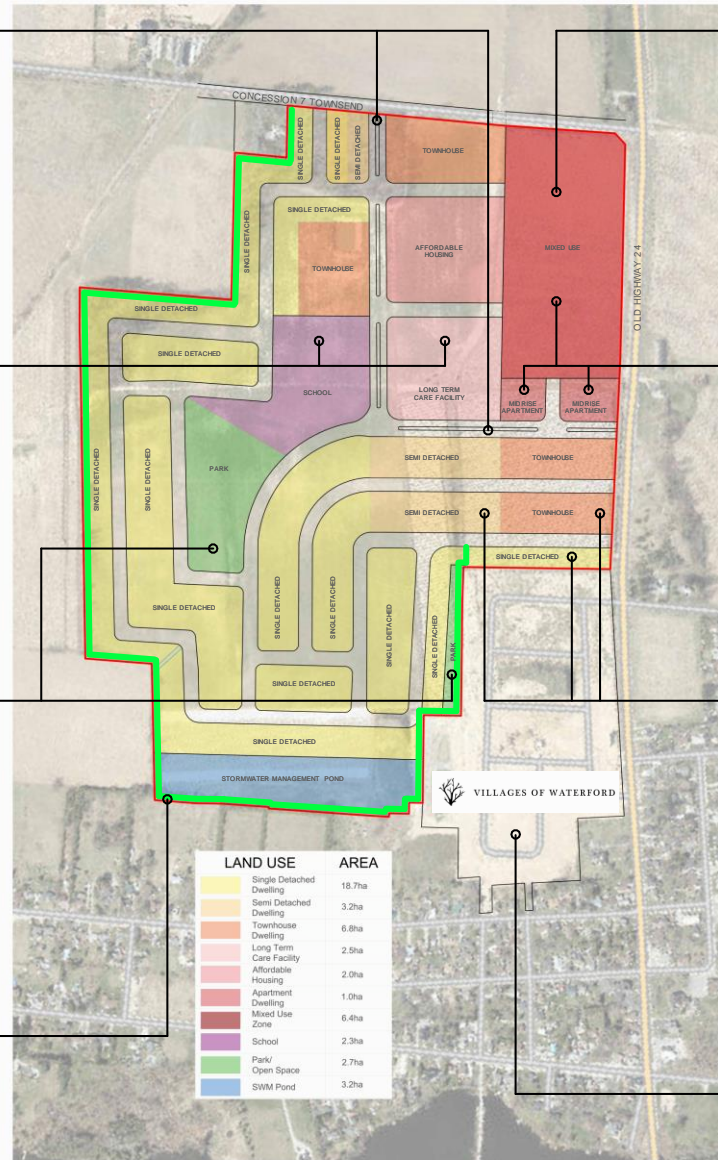 CONCESSION 7 TOWNSEND
SINGLE DETACHED
SINGLE DETACHED
SEMI DETACHED
TOWNHOUSE
SINGLE DETACHED
SINGLE DETACHED
TOWNHOUSE
AFFORDABLE
HOUSING
MIXED USE
OLD HIGHWAY 24
SINGLE DETACHED
SINGLE DETACHED
SCHOOL
LONG TERM
CARE FACILITY
MIDRISE
APARTMENT
MIDRISE
APARTMENT
SINGLE DETACHED
SINGLE DETACHED
PARK
SEMI DETACHED
TOWNHOUSE
SEMI DETACHED
TOWNHOUSE
SINGLE DETACHED
SINGLE DETACHED
SINGLE DETACHED
SINGLE DETACHED
SINGLE DETACHED
SINGLE DETACHED
PARK
SINGLE DETACHED
SINGLE DETACHED
STORMWATER MANAGEMENT POND
VILLAGES OF WATERFORD
LAND USE AREA
Single Detached
Dwelling 18.7ha
Semi Detached
Dwelling 3.2ha
Townhouse
Dwelling 6.8ha
Long Term
Care Facility 2.5ha
Affordable
Housing 2.0ha
Apartment
Dwelling 1.0ha
Mixed Use
Zone 6.4ha
School 2.3ha
Park/
Open Space 2.7ha
SWM Pond 3.2ha